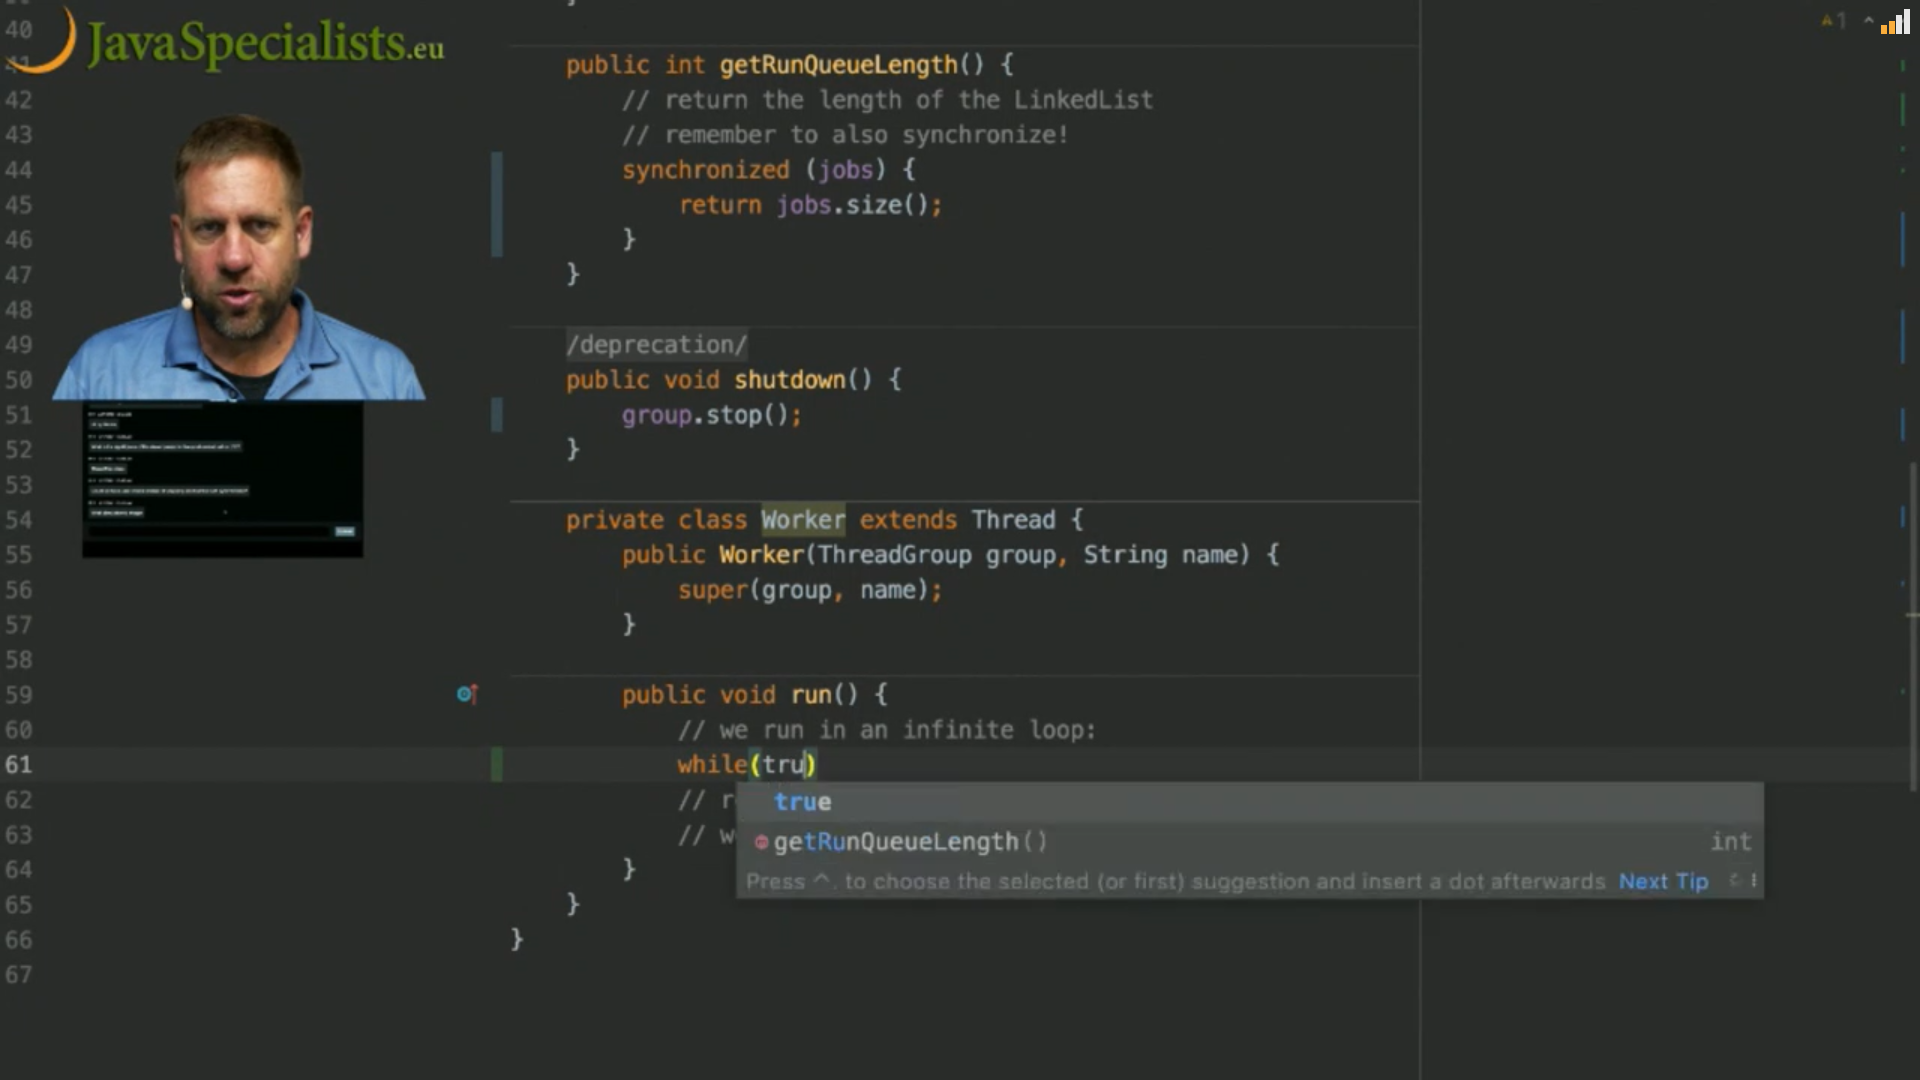 JavaSpecialists.eu
1
40 }
41 public int getRunQueueLength() {
42 // return the length of the LinkedList
43 // remember to also synchronize!
44 synchronized (jobs) {
45 return jobs.size();
46 }
47 }
48
49 /deprecation/
50 public void shutdown() {
51 group.stop();
52 }
53
54 private class Worker extends Thread {
55 public Worker(ThreadGroup group, String name) {
56 super(group, name);
57 }
58
59 public void run() {
60 // we run in an infinite loop:
61 while(tru)
62 // r
true
63 // w
getRunQueueLength() int
64 }
Press ^. to choose the selected (or first) suggestion and insert a dot afterwards Next Tip
65 }
66 }
67